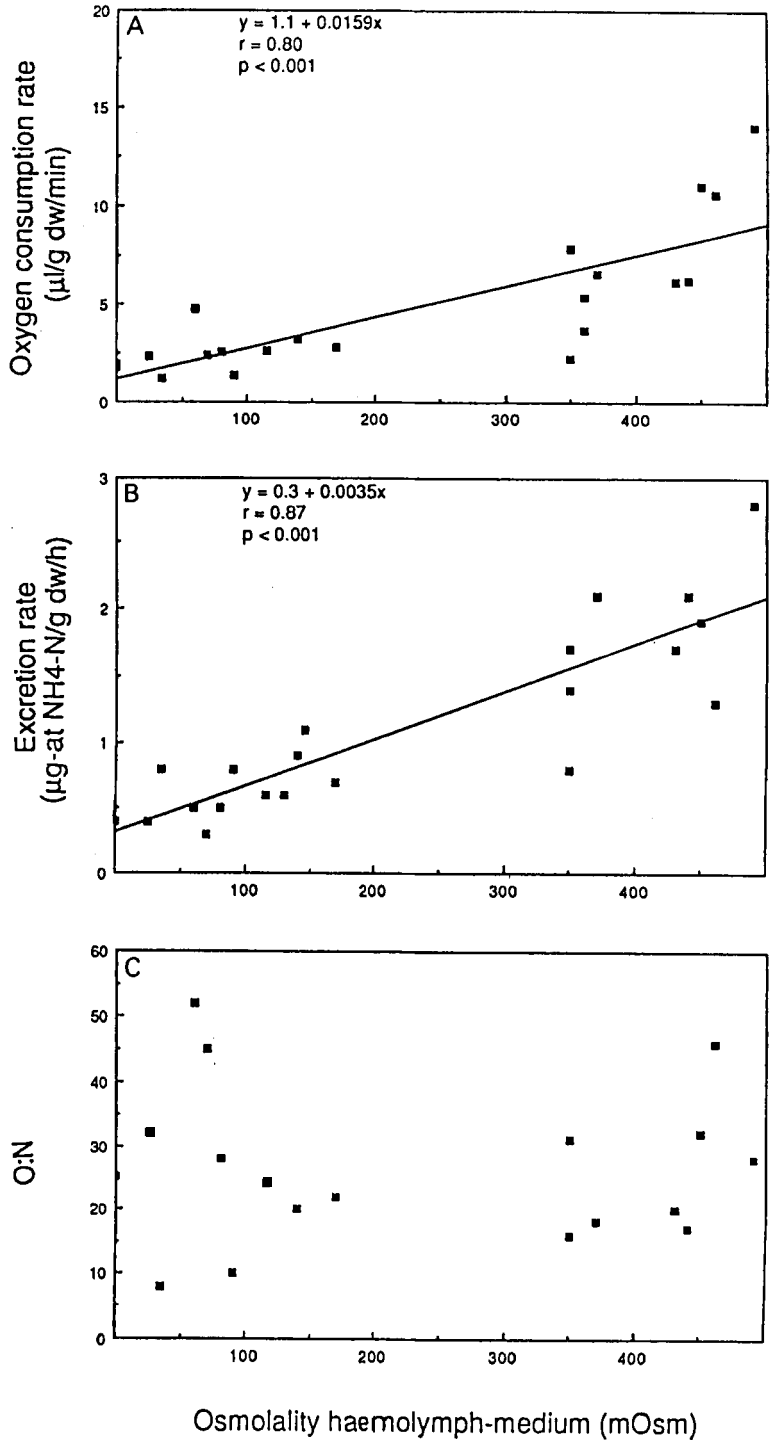 A
y = 1.1 + 0.0159x
r = 0.80
p < 0.001
Oxygen consumption rate
(µl/g dw/min)
20
15
10
5
0
100
200
300
400
B
y = 0.3 + 0.0035x
r = 0.87
p < 0.001
Excretion rate
(µg-at NH4-N/g dw/h)
3
2
1
0
100
200
300
400
C
O:N
60
50
40
30
20
10
0
100
200
300
400
Osmolality haemolymph-medium (mOsm)